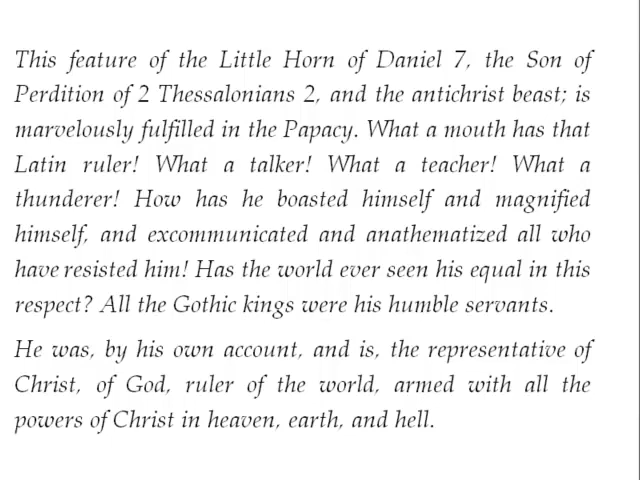 This feature of the Little Horn of Daniel 7, the Son of
Perdition of 2 Thessalonians 2, and the antichrist beast; is
marvelously fulfilled in the Papacy. What a mouth has that
Latin ruler! What a talker! What a teacher! What a
thunderer! How has he boasted himself and magnified
himself, and excommunicated and anathematized all who
have resisted him! Has the world ever seen his equal in this
respect? All the Gothic kings were his humble servants.
He was, by his own account, and is, the representative of
Christ, of God, ruler of the world, armed with all the
powers of Christ in heaven, earth, and hell.